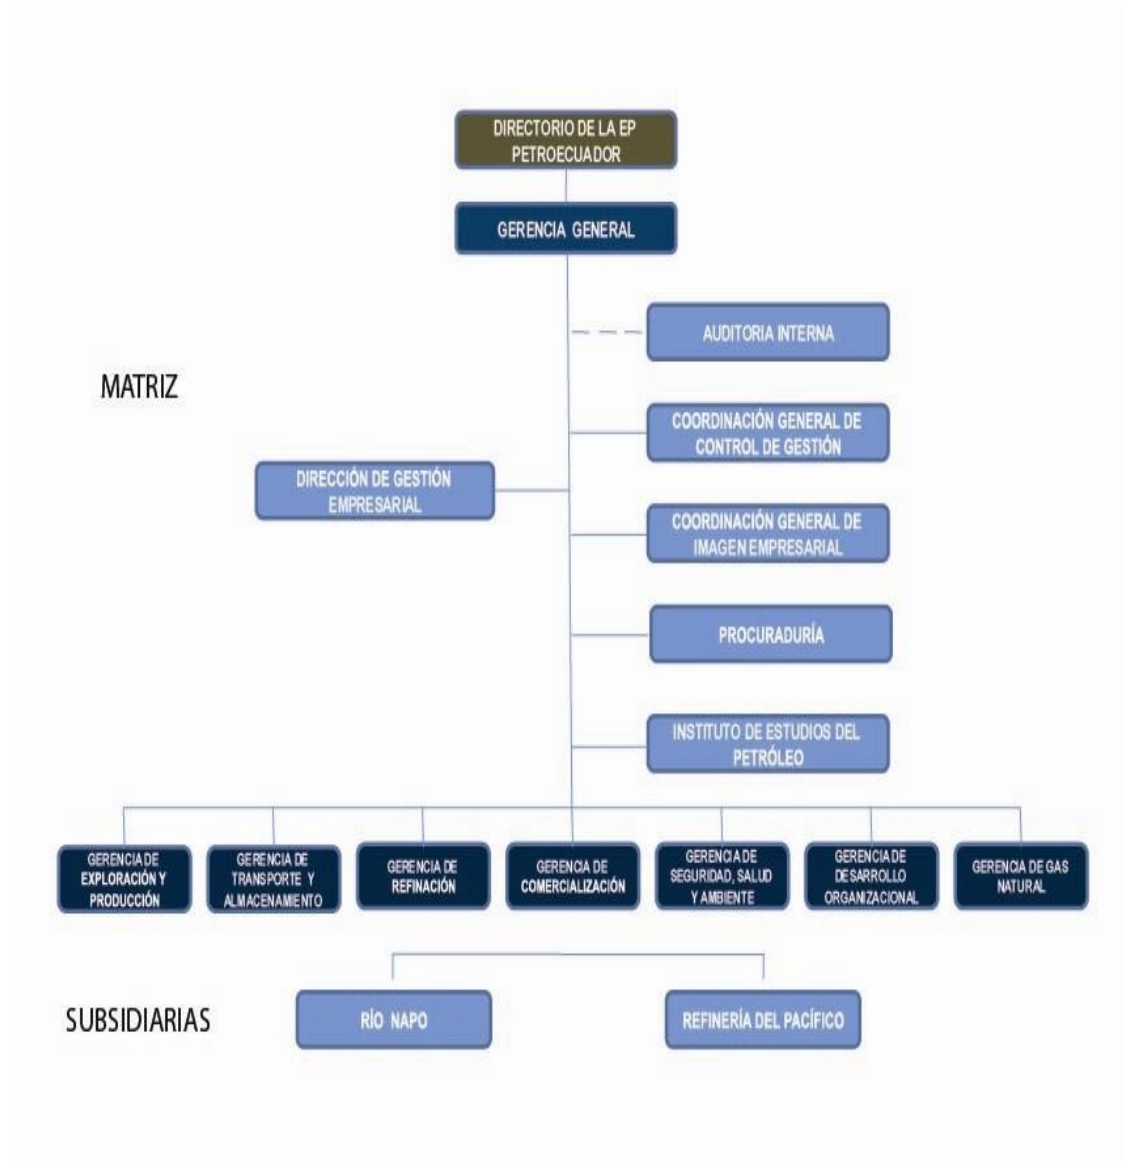 DIRECTORIO DE LA EP
PETROECUADOR
GERENCIA GENERAL
AUDITORIA INTERNA
MATRIZ
COORDINACIÓN GENERAL DE
CONTROL DE GESTIÓN
DIRECCIÓN DE GESTIÓN
EMPRESARIAL
COORDINACIÓN GENERAL DE
IMAGEN EMPRESARIAL
PROCURADURÍA
INSTITUTO DE ESTUDIOS DEL
PETRÓLEO
GERENCIA DE
EXPLORACIÓN Y
PRODUCCIÓN
GERENCIA DE
TRANSPORTE Y
ALMACENAMIENTO
GERENCIA DE
REFINACIÓN
GERENCIA DE
COMERCIALIZACIÓN
GERENCIA DE
SEGURIDAD, SALUD
Y AMBIENTE
GERENCIA DE
DESARROLLO
ORGANIZACIONAL
GERENCIA DE GAS
NATURAL
SUBSIDIARIAS
RÍO NAPO
REFINERÍA DEL PACÍFICO